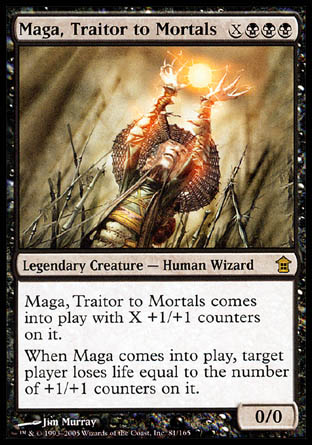 Maga, Traitor to Mortals XBBB
Legendary Creature — Human Wizard
Maga, Traitor to Mortals comes
into play with X +1/+1 counters
on it.
When Maga comes into play, target
player loses life equal to the number
of +1/+1 counters on it.
Jim Murray
™ & © 1993–2005 Wizards of the Coast, Inc. 81/165
0/0